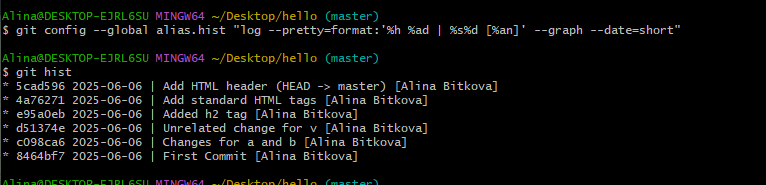 Alina@DESKTOP-EJRL6SU MINGW64 ~/Desktop/hello (master)
$ git config --global alias.hist "log --pretty=format:'%h %ad | %s%d [%an]' --graph --date=short"
Alina@DESKTOP-EJRL6SU MINGW64 ~/Desktop/hello (master)
$ git hist
* 5cad596 2025-06-06 | Add HTML header (HEAD -> master) [Alina Bitkova]
* 4a76271 2025-06-06 | Add standard HTML tags [Alina Bitkova]
* e95a0eb 2025-06-06 | Added h2 tag [Alina Bitkova]
* d51374e 2025-06-06 | Unrelated change for v [Alina Bitkova]
* c098ca6 2025-06-06 | Changes for a and b [Alina Bitkova]
* 8464bf7 2025-06-06 | First Commit [Alina Bitkova]
Alina@DESKTOP-EJRL6SU MINGW64 ~/Desktop/hello (master)